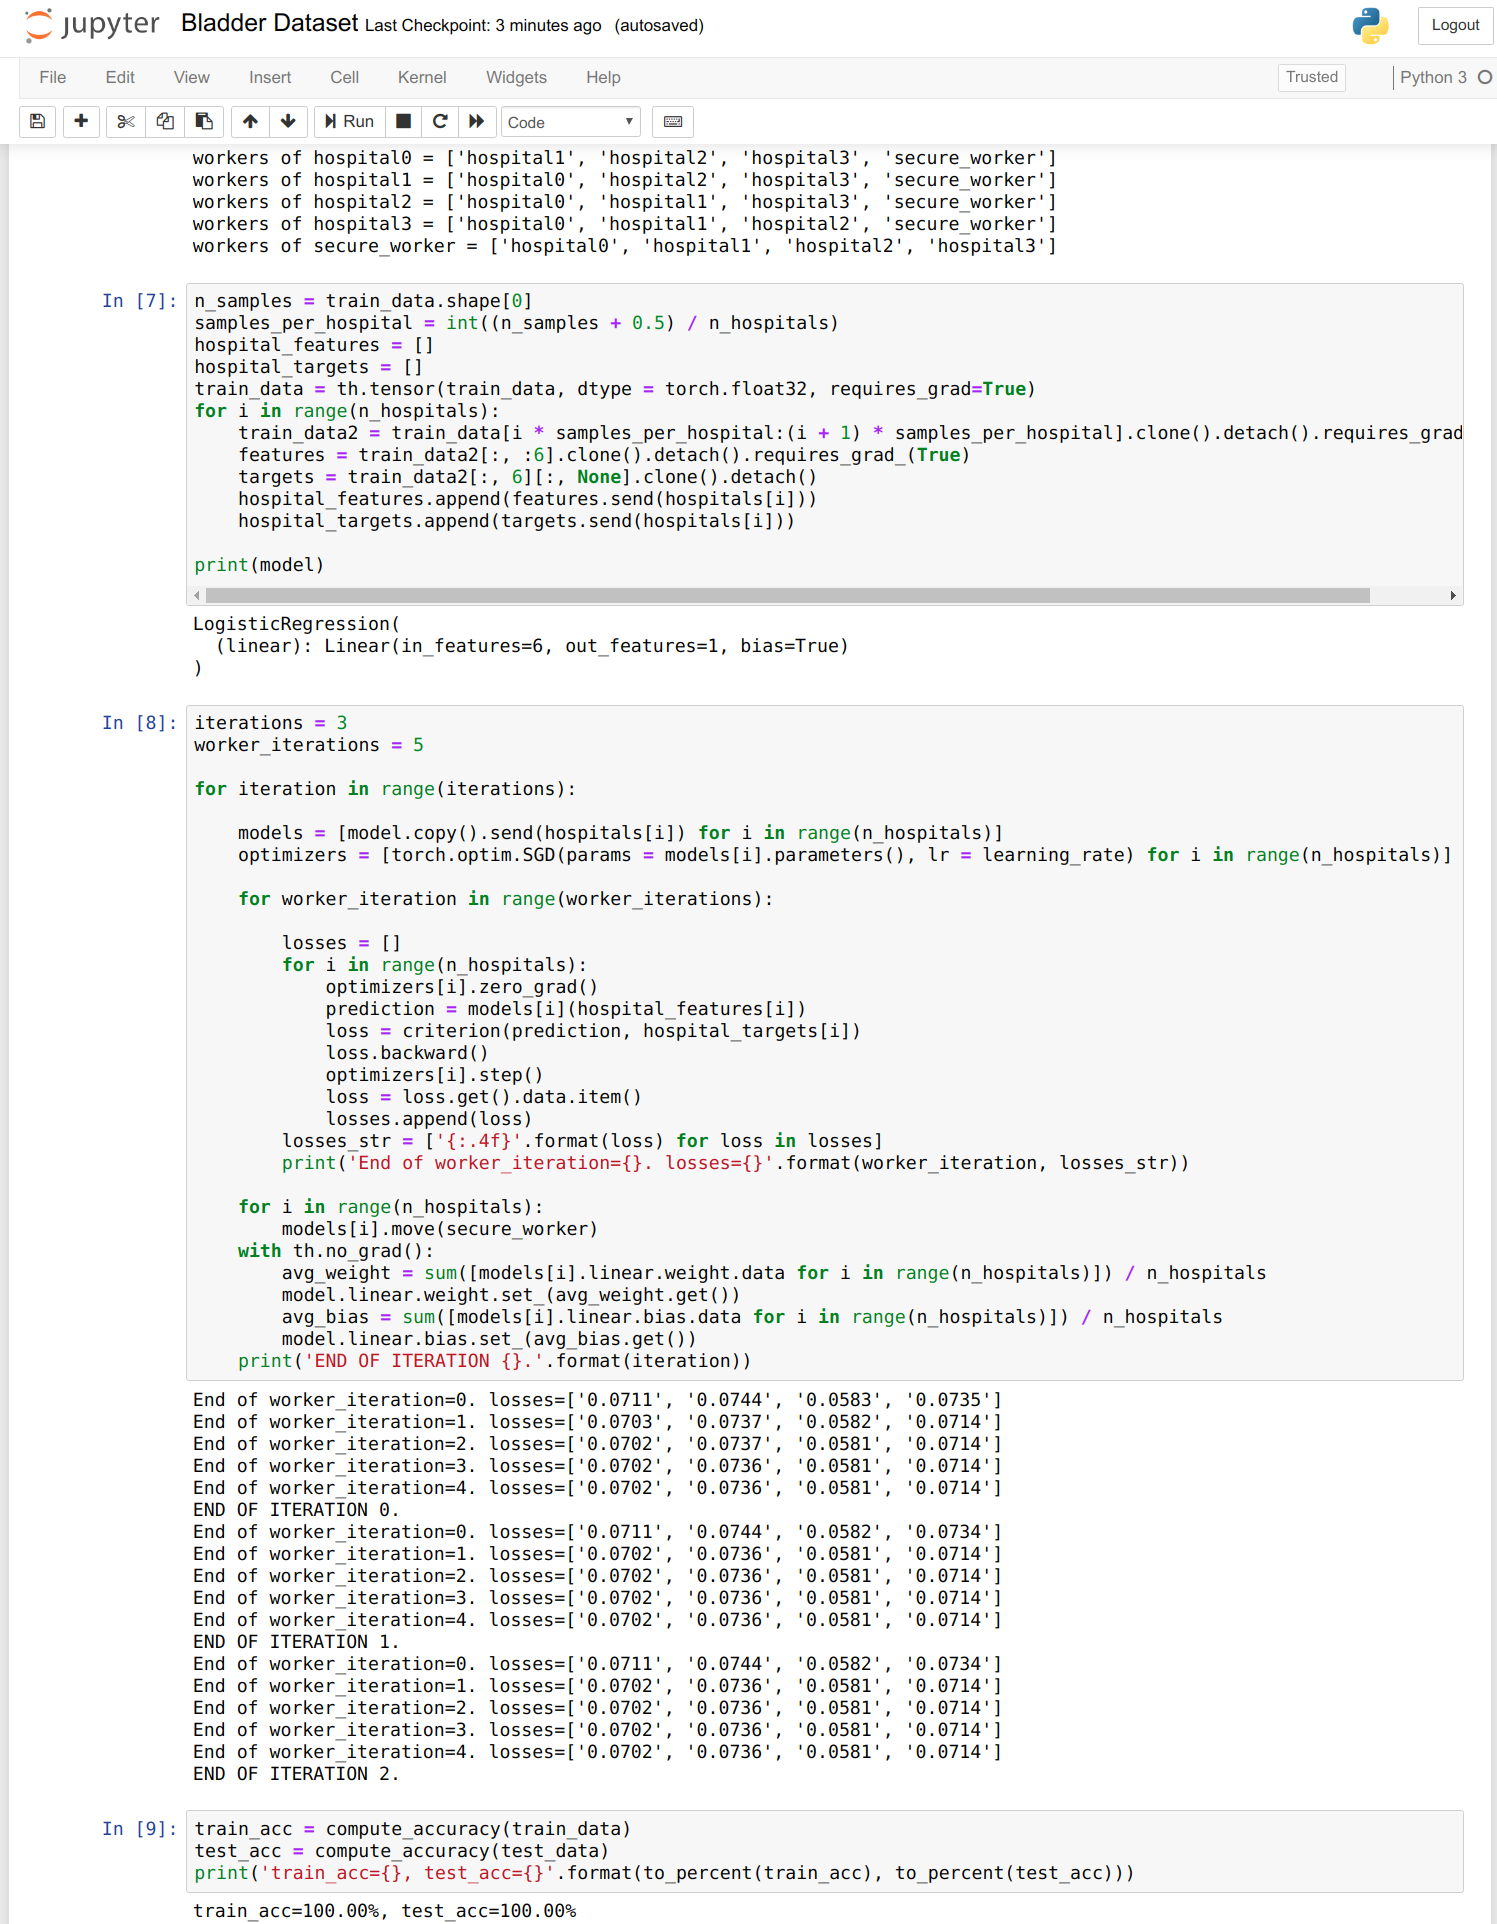 jupyter Bladder Dataset Last Checkpoint: 3 minutes ago (autosaved) Logout
File Edit View Insert Cell Kernel Widgets Help Trusted Python 3
Run Code
workers of hospital0 = ['hospital1', 'hospital2', 'hospital3', 'secure_worker']
workers of hospital1 = ['hospital0', 'hospital2', 'hospital3', 'secure_worker']
workers of hospital2 = ['hospital0', 'hospital1', 'hospital3', 'secure_worker']
workers of hospital3 = ['hospital0', 'hospital1', 'hospital2', 'secure_worker']
workers of secure_worker = ['hospital0', 'hospital1', 'hospital2', 'hospital3']
In [7]: n_samples = train_data.shape[0]
samples_per_hospital = int((n_samples + 0.5) / n_hospitals)
hospital_features = []
hospital_targets = []
train_data = th.tensor(train_data, dtype = torch.float32, requires_grad=True)
for i in range(n_hospitals):
    train_data2 = train_data[i * samples_per_hospital:(i + 1) * samples_per_hospital].clone().detach().requires_grad
    features = train_data2[:, :6].clone().detach().requires_grad_(True)
    targets = train_data2[:, 6][:, None].clone().detach()
    hospital_features.append(features.send(hospitals[i]))
    hospital_targets.append(targets.send(hospitals[i]))
print(model)
LogisticRegression(
  (linear): Linear(in_features=6, out_features=1, bias=True)
)
In [8]: iterations = 3
worker_iterations = 5
for iteration in range(iterations):
    models = [model.copy().send(hospitals[i]) for i in range(n_hospitals)]
    optimizers = [torch.optim.SGD(params = models[i].parameters(), lr = learning_rate) for i in range(n_hospitals)]
    for worker_iteration in range(worker_iterations):
        losses = []
        for i in range(n_hospitals):
            optimizers[i].zero_grad()
            prediction = models[i](hospital_features[i])
            loss = criterion(prediction, hospital_targets[i])
            loss.backward()
            optimizers[i].step()
            loss = loss.get().data.item()
            losses.append(loss)
        losses_str = ['{:.4f}'.format(loss) for loss in losses]
        print('End of worker_iteration={}. losses={}'.format(worker_iteration, losses_str))
    for i in range(n_hospitals):
        models[i].move(secure_worker)
    with th.no_grad():
        avg_weight = sum([models[i].linear.weight.data for i in range(n_hospitals)]) / n_hospitals
        model.linear.weight.set_(avg_weight.get())
        avg_bias = sum([models[i].linear.bias.data for i in range(n_hospitals)]) / n_hospitals
        model.linear.bias.set_(avg_bias.get())
    print('END OF ITERATION {}.'.format(iteration))
End of worker_iteration=0. losses=['0.0711', '0.0744', '0.0583', '0.0735']
End of worker_iteration=1. losses=['0.0703', '0.0737', '0.0582', '0.0714']
End of worker_iteration=2. losses=['0.0702', '0.0737', '0.0581', '0.0714']
End of worker_iteration=3. losses=['0.0702', '0.0736', '0.0581', '0.0714']
End of worker_iteration=4. losses=['0.0702', '0.0736', '0.0581', '0.0714']
END OF ITERATION 0.
End of worker_iteration=0. losses=['0.0711', '0.0744', '0.0582', '0.0734']
End of worker_iteration=1. losses=['0.0702', '0.0736', '0.0581', '0.0714']
End of worker_iteration=2. losses=['0.0702', '0.0736', '0.0581', '0.0714']
End of worker_iteration=3. losses=['0.0702', '0.0736', '0.0581', '0.0714']
End of worker_iteration=4. losses=['0.0702', '0.0736', '0.0581', '0.0714']
END OF ITERATION 1.
End of worker_iteration=0. losses=['0.0711', '0.0744', '0.0582', '0.0734']
End of worker_iteration=1. losses=['0.0702', '0.0736', '0.0581', '0.0714']
End of worker_iteration=2. losses=['0.0702', '0.0736', '0.0581', '0.0714']
End of worker_iteration=3. losses=['0.0702', '0.0736', '0.0581', '0.0714']
End of worker_iteration=4. losses=['0.0702', '0.0736', '0.0581', '0.0714']
END OF ITERATION 2.
In [9]: train_acc = compute_accuracy(train_data)
test_acc = compute_accuracy(test_data)
print('train_acc={}, test_acc={}'.format(to_percent(train_acc), to_percent(test_acc)))
train_acc=100.00%, test_acc=100.00%